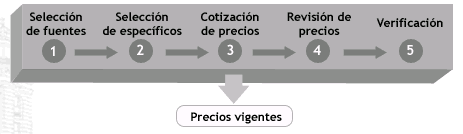 Selección
de fuentes
1
Selección
de específicos
2
Cotización
de precios
3
Revisión de
precios
4
Verificación
5
Precios vigentes